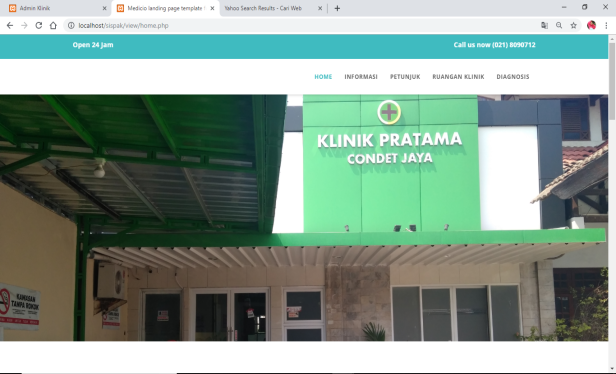 Admin Klinik
Medicio landing page template
Yahoo Search Results - Cari Web
localhost/sispak/view/home.php
Open 24 Jam
Call us now (021) 8090712
HOME INFORMASI PETUNJUK RUANGAN KLINIK DIAGNOSIS
KLINIK PRATAMA
CONDET JAYA
KAWASAN
TANPA ROKOK